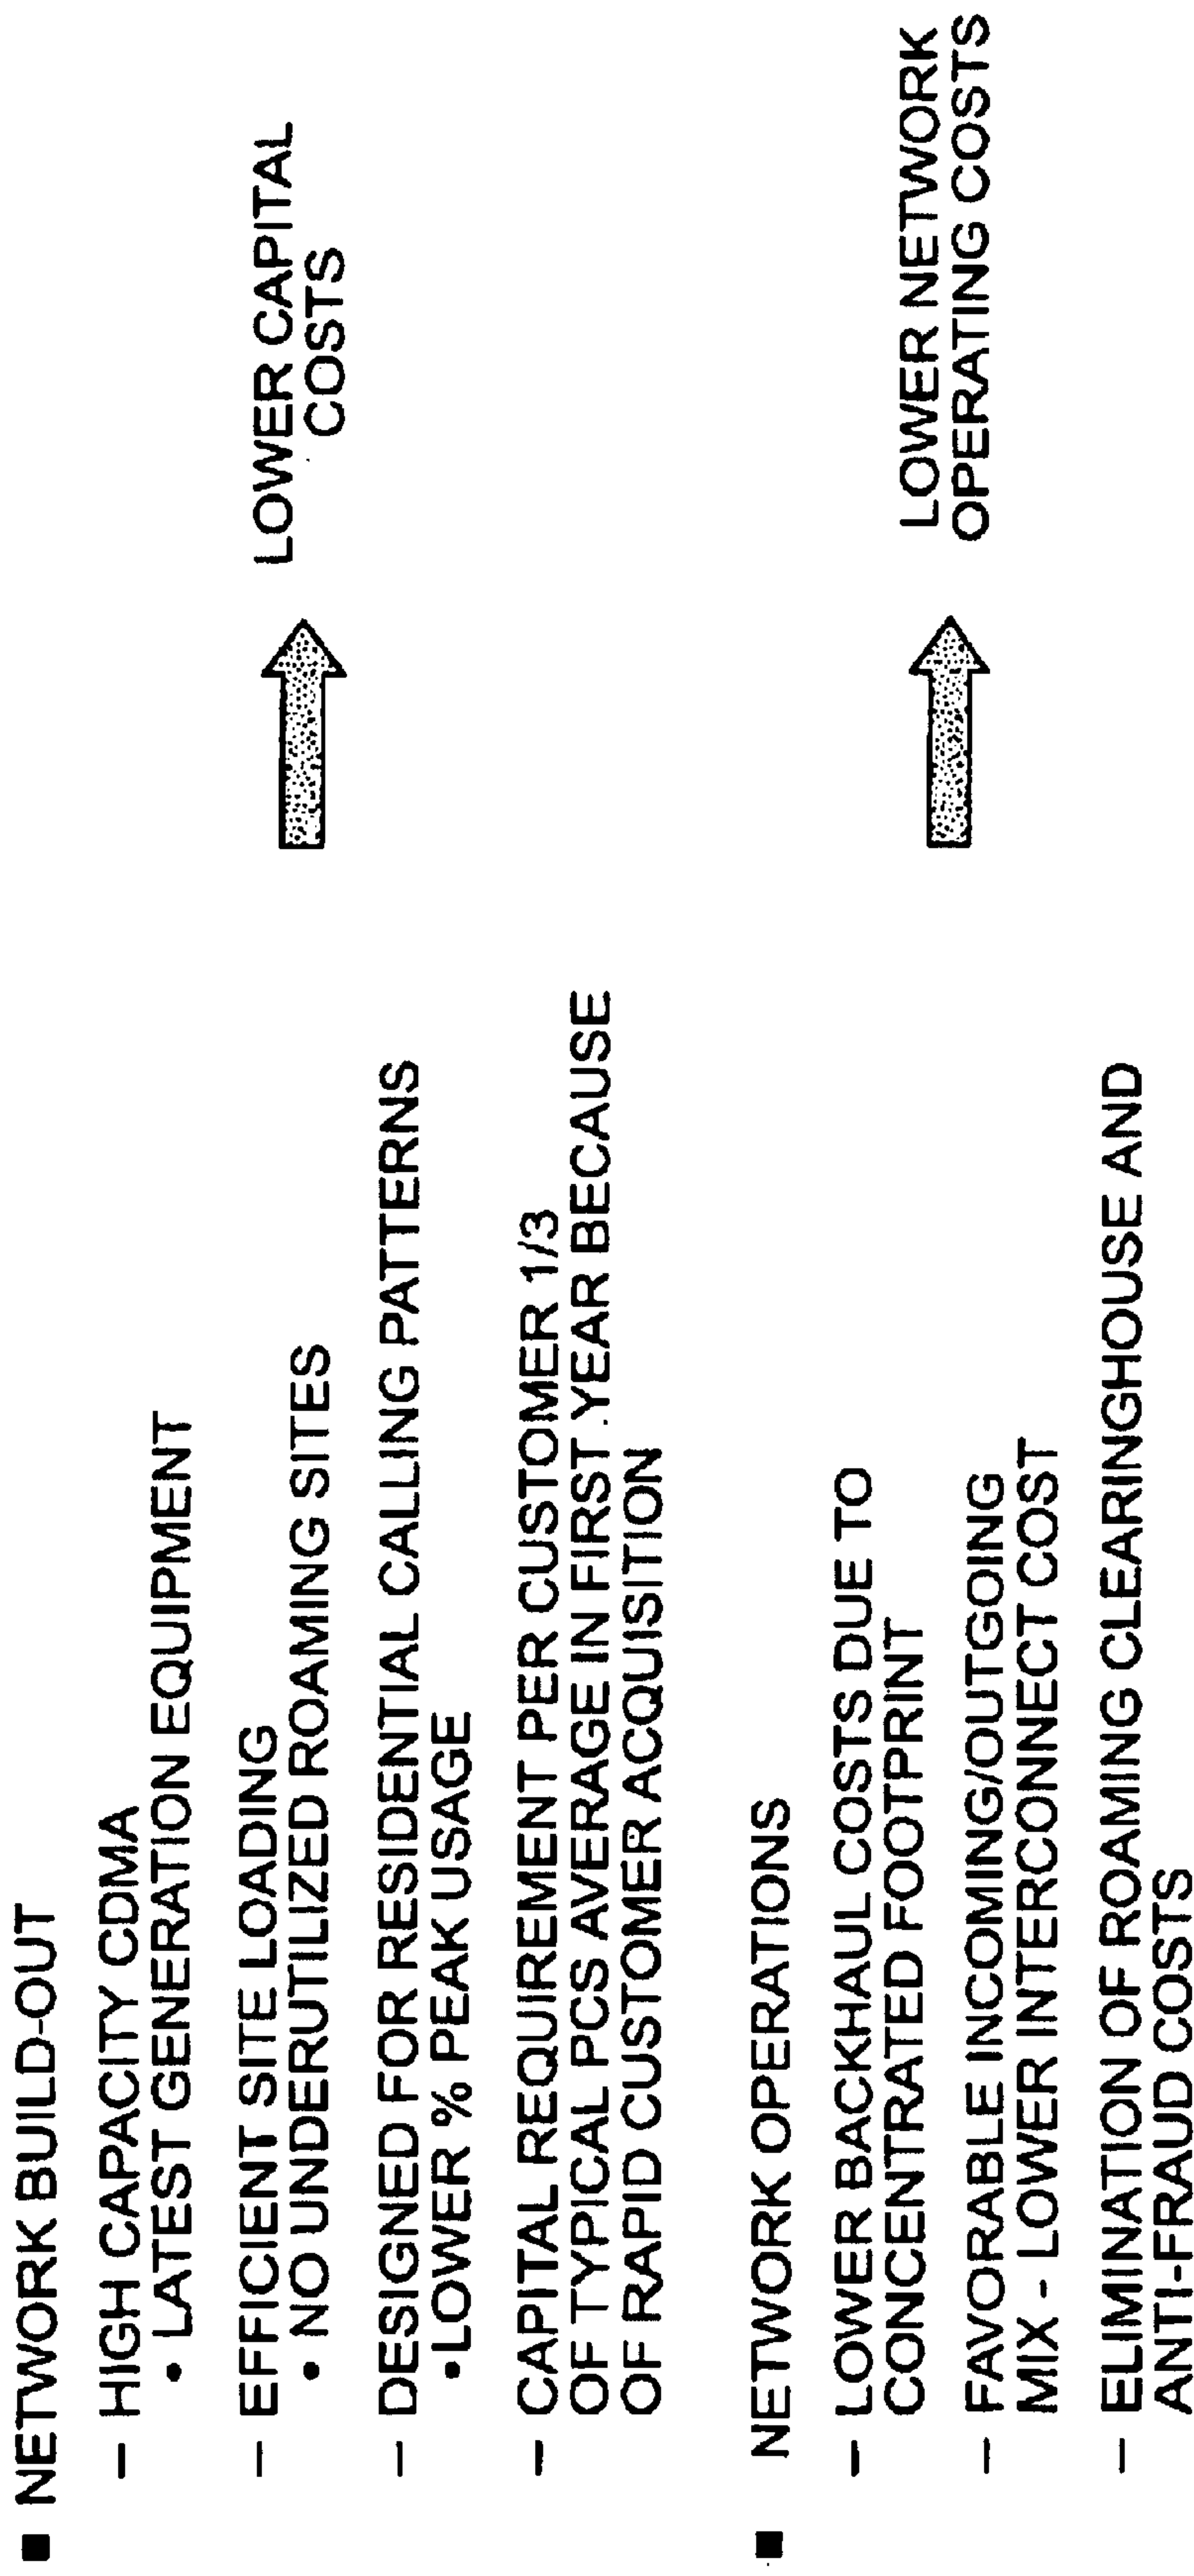 ■ NETWORK BUILD-OUT
– HIGH CAPACITY CDMA
• LATEST GENERATION EQUIPMENT
– EFFICIENT SITE LOADING
• NO UNDERUTILIZED ROAMING SITES
– DESIGNED FOR RESIDENTIAL CALLING PATTERNS
• LOWER % PEAK USAGE
– CAPITAL REQUIREMENT PER CUSTOMER 1/3
OF TYPICAL PCS AVERAGE IN FIRST YEAR BECAUSE
OF RAPID CUSTOMER ACQUISITION
LOWER CAPITAL
COSTS
■ NETWORK OPERATIONS
– LOWER BACKHAUL COSTS DUE TO
CONCENTRATED FOOTPRINT
– FAVORABLE INCOMING/OUTGOING
MIX - LOWER INTERCONNECT COST
– ELIMINATION OF ROAMING CLEARINGHOUSE AND
ANTI-FRAUD COSTS
LOWER NETWORK
OPERATING COSTS